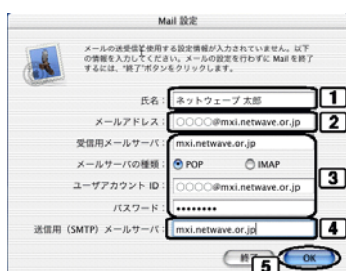 Mail 設定
メールの送受信に使用する設定情報が入力されていません。以下
の情報を入力してください。メールの設定を行わずに Mail を終了
するには、"終了"ボタンをクリックします。
氏名： ネットウェーブ 太郎 1
メールアドレス： ○○○○@mxi.netwave.or.jp 2
受信用メールサーバ： mxi.netwave.or.jp
メールサーバの種類： POP IMAP
3
ユーザアカウント ID： ○○○○@mxi.netwave.or.jp
パスワード： ••••••••
送信用（SMTP）メールサーバ： mxi.netwave.or.jp 4
終了 OK
5